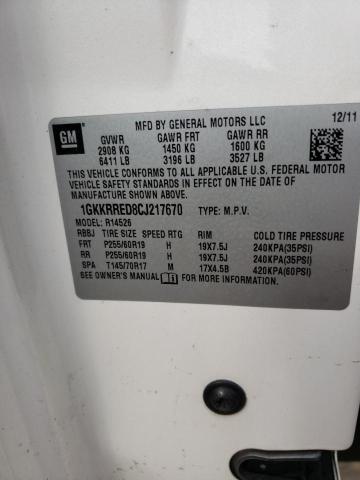 GM
MFD BY GENERAL MOTORS LLC 12/11
GVWR GAWR FRT GAWR RR
2908 KG 1450 KG 1600 KG
6411 LB 3196 LB 3527 LB
THIS VEHICLE CONFORMS TO ALL APPLICABLE U.S. FEDERAL MOTOR
VEHICLE SAFETY STANDARDS IN EFFECT ON THE DATE OF
MANUFACTURE SHOWN ABOVE.
1GKKRRED8CJ217670 TYPE: M.P.V.
MODEL: R14526
RBBJ TIRE SIZE SPEED RTG RIM COLD TIRE PRESSURE
FRT P255/60R19 H 19X7.5J 240KPA(35PSI)
RR P255/60R19 H 19X7.5J 240KPA(35PSI)
SPA T145/70R17 M 17X4.5B 420KPA(60PSI)
SEE OWNER'S MANUAL FOR MORE INFORMATION.